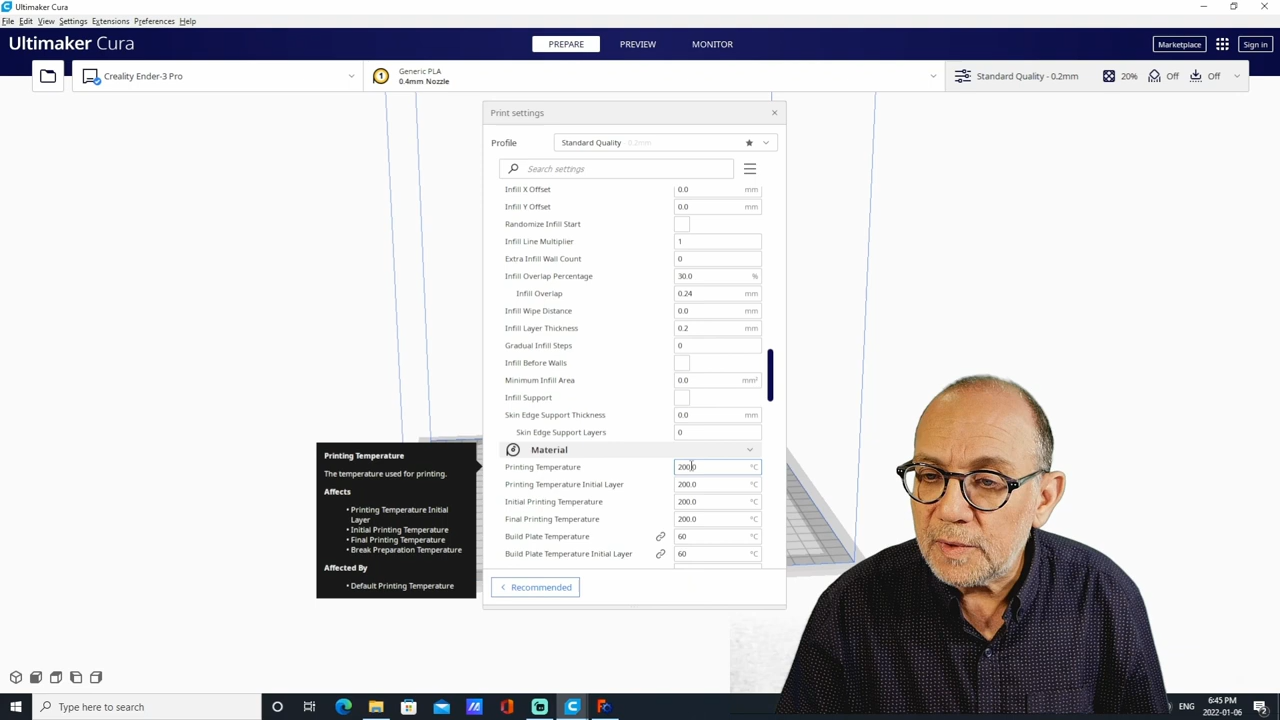 Ultimaker Cura
File Edit View Settings Extensions Preferences Help
Ultimaker Cura
PREPARE PREVIEW MONITOR
Marketplace Sign in
Creality Ender-3 Pro
1 Generic PLA
0.4mm Nozzle
Standard Quality - 0.2mm 20% Off Off
Print settings
Profile Standard Quality 0.2mm
Search settings
Infill X Offset 0.0 mm
Infill Y Offset 0.0 mm
Randomize Infill Start
Infill Line Multiplier 1
Extra Infill Wall Count 0
Infill Overlap Percentage 30.0 %
Infill Overlap 0.24 mm
Infill Wipe Distance 0.0 mm
Infill Layer Thickness 0.2 mm
Gradual Infill Steps 0
Infill Before Walls
Minimum Infill Area 0.0 mm²
Infill Support
Skin Edge Support Thickness 0.0 mm
Skin Edge Support Layers 0
Material
Printing Temperature 200.0 °C
Printing Temperature Initial Layer 200.0 °C
Initial Printing Temperature 200.0 °C
Final Printing Temperature 200.0 °C
Build Plate Temperature 60 °C
Build Plate Temperature Initial Layer 60 °C
Recommended
Printing Temperature
The temperature used for printing.
Affects
• Printing Temperature Initial
Layer
• Initial Printing Temperature
• Final Printing Temperature
• Break Preparation Temperature
Affected By
• Default Printing Temperature
Type here to search
ENG
6:45 PM
2022-01-06
2